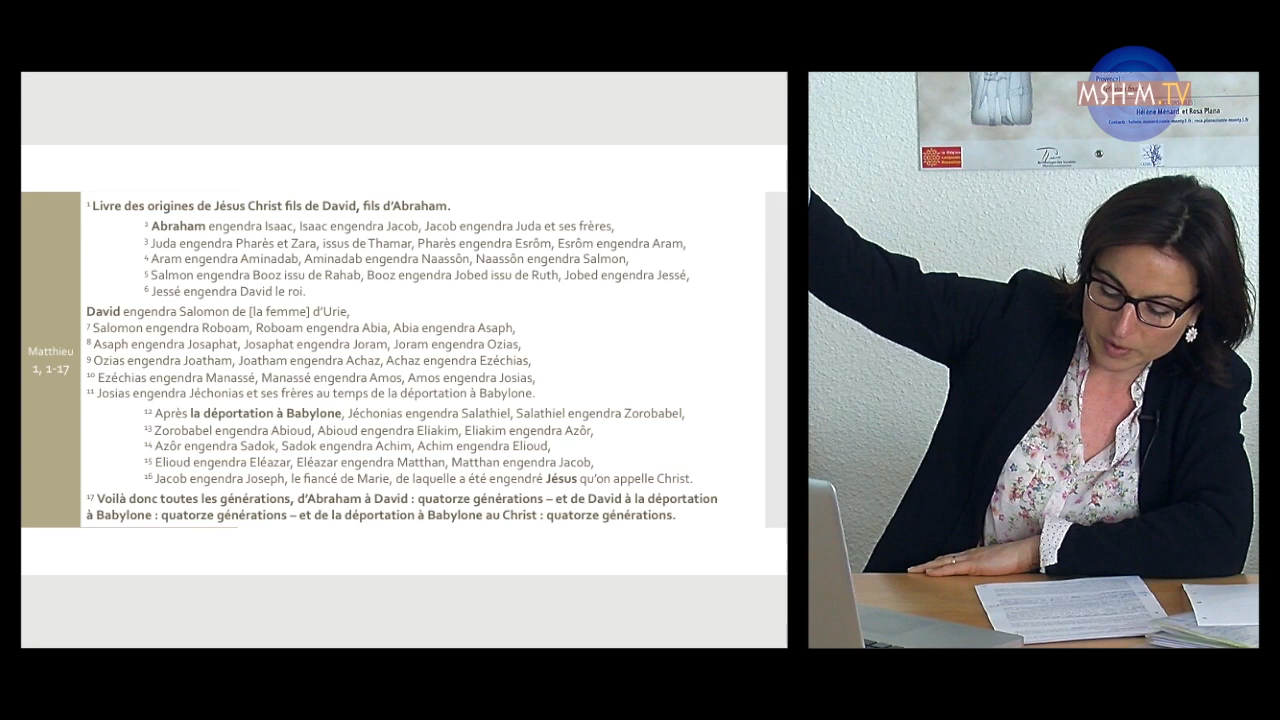 ¹ Livre des origines de Jésus Christ fils de David, fils d'Abraham.
² Abraham engendra Isaac, Isaac engendra Jacob, Jacob engendra Juda et ses frères,
³ Juda engendra Pharès et Zara, issus de Thamar, Pharès engendra Esrôm, Esrôm engendra Aram,
⁴ Aram engendra Aminadab, Aminadab engendra Naassôn, Naassôn engendra Salmon,
⁵ Salmon engendra Booz issu de Rahab, Booz engendra Jobed issu de Ruth, Jobed engendra Jessé,
⁶ Jessé engendra David le roi.
David engendra Salomon de [la femme] d'Urie,
⁷ Salomon engendra Roboam, Roboam engendra Abia, Abia engendra Asaph,
⁸ Asaph engendra Josaphat, Josaphat engendra Joram, Joram engendra Ozias,
⁹ Ozias engendra Joatham, Joatham engendra Achaz, Achaz engendra Ezéchias,
¹⁰ Ezéchias engendra Manassé, Manassé engendra Amos, Amos engendra Josias,
¹¹ Josias engendra Jéchonias et ses frères au temps de la déportation à Babylone.
¹² Après la déportation à Babylone, Jéchonias engendra Salathiel, Salathiel engendra Zorobabel,
¹³ Zorobabel engendra Abioud, Abioud engendra Eliakim, Eliakim engendra Azôr,
¹⁴ Azôr engendra Sadok, Sadok engendra Achim, Achim engendra Elioud,
¹⁵ Elioud engendra Eléazar, Eléazar engendra Matthan, Matthan engendra Jacob,
¹⁶ Jacob engendra Joseph, le fiancé de Marie, de laquelle a été engendré Jésus qu'on appelle Christ.
¹⁷ Voilà donc toutes les générations, d'Abraham à David : quatorze générations – et de David à la déportation
à Babylone : quatorze générations – et de la déportation à Babylone au Christ : quatorze générations.
Matthieu
1, 1-17
Provence)
MSH-M.TV
Hélène Ménard et Rosa Plana